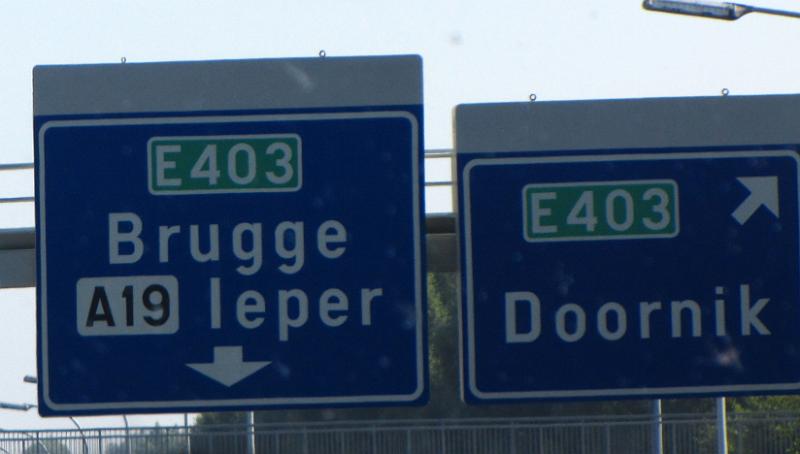 E403
Brugge
A19 Ieper
E403
Doornik